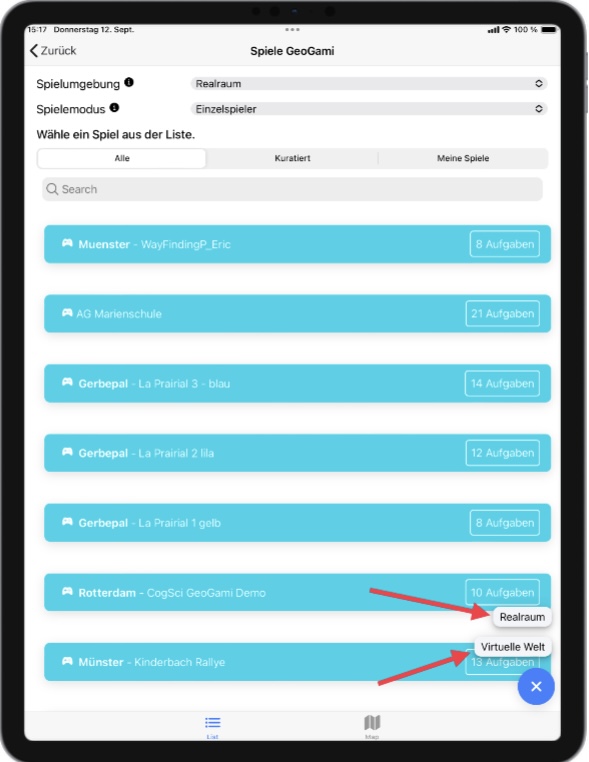 15:17 Donnerstag 12. Sept. 100 %
Zurück Spiele GeoGami
Spielumgebung Realraum
Spielemodus Einzelspieler
Wähle ein Spiel aus der Liste.
Alle Kuratiert Meine Spiele
Search
Muenster - WayFindingP_Eric 8 Aufgaben
AG Marienschule 21 Aufgaben
Gerbepal - La Prairial 3 - blau 14 Aufgaben
Gerbepal - La Prairial 2 lila 12 Aufgaben
Gerbepal - La Prairial 1 gelb 8 Aufgaben
Rotterdam - CogSci GeoGami Demo 10 Aufgaben
Realraum
Virtuelle Welt
Münster - Kinderbach Rallye 13 Aufgaben
List Map